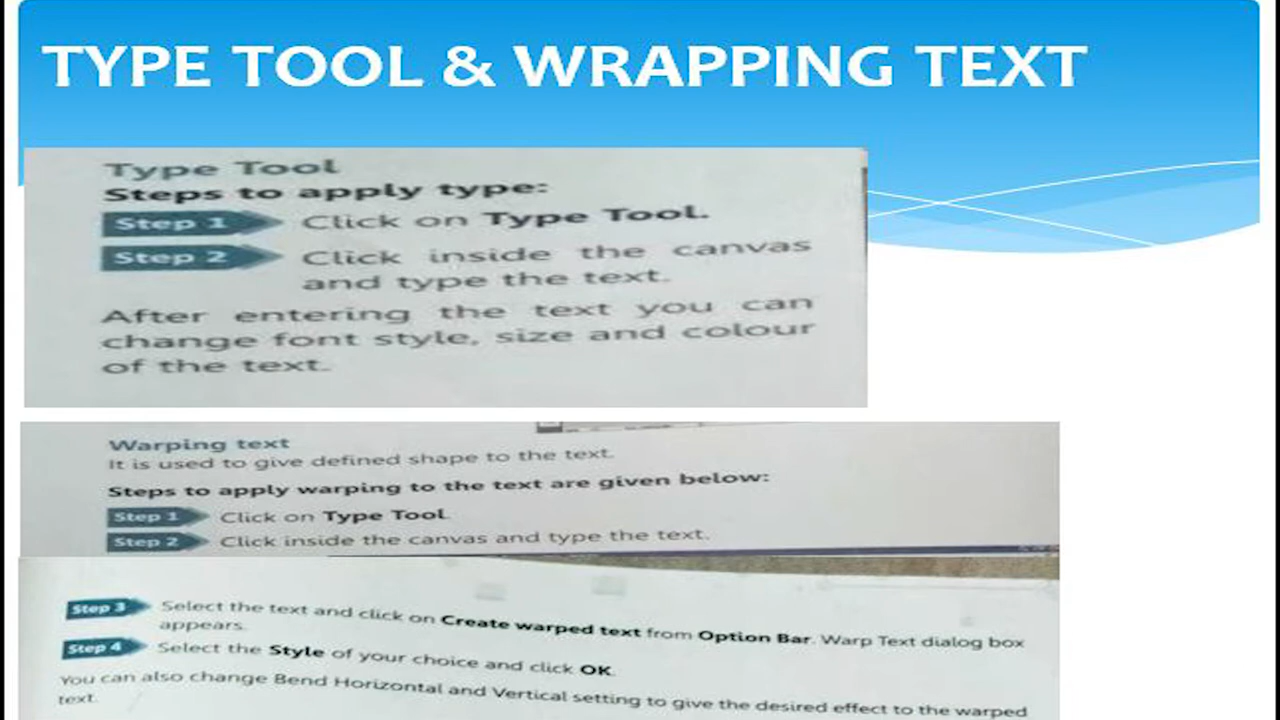 TYPE TOOL & WRAPPING TEXT
Type Tool
Steps to apply type:
Step 1 Click on Type Tool.
Step 2 Click inside the canvas
and type the text.
After entering the text you can
change font style, size and colour
of the text.
Warping text
It is used to give defined shape to the text.
Steps to apply warping to the text are given below:
Step 1 Click on Type Tool.
Step 2 Click inside the canvas and type the text.
Step 3 Select the text and click on Create warped text from Option Bar. Warp Text dialog box
appears.
Step 4 Select the Style of your choice and click OK.
You can also change Bend Horizontal and Vertical setting to give the desired effect to the warped
text.